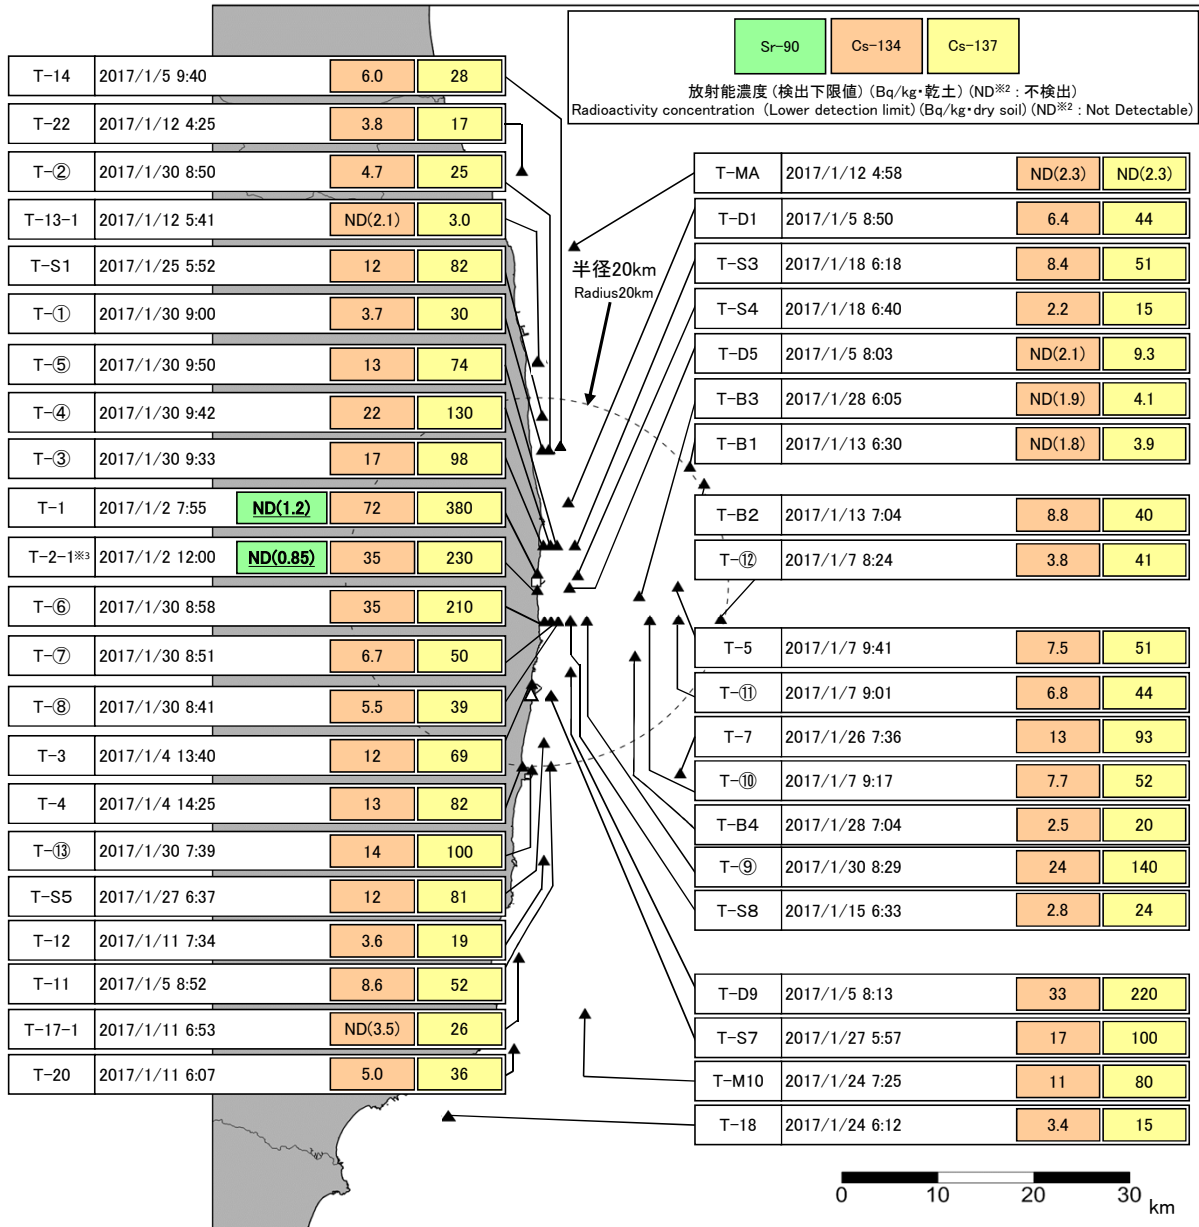 Sr-90 Cs-134 Cs-137
放射能濃度 (検出下限値) (Bq/kg・乾土) (ND※2 : 不検出)
Radioactivity concentration (Lower detection limit) (Bq/kg・dry soil) (ND※2 : Not Detectable)
T-14 2017/1/5 9:40 6.0 28
T-22 2017/1/12 4:25 3.8 17
T-② 2017/1/30 8:50 4.7 25
T-13-1 2017/1/12 5:41 ND(2.1) 3.0
T-S1 2017/1/25 5:52 12 82
T-① 2017/1/30 9:00 3.7 30
T-⑤ 2017/1/30 9:50 13 74
T-④ 2017/1/30 9:42 22 130
T-③ 2017/1/30 9:33 17 98
T-1 2017/1/2 7:55 ND(1.2) 72 380
T-2-1※3 2017/1/2 12:00 ND(0.85) 35 230
T-⑥ 2017/1/30 8:58 35 210
T-⑦ 2017/1/30 8:51 6.7 50
T-⑧ 2017/1/30 8:41 5.5 39
T-3 2017/1/4 13:40 12 69
T-4 2017/1/4 14:25 13 82
T-⑬ 2017/1/30 7:39 14 100
T-S5 2017/1/27 6:37 12 81
T-12 2017/1/11 7:34 3.6 19
T-11 2017/1/5 8:52 8.6 52
T-17-1 2017/1/11 6:53 ND(3.5) 26
T-20 2017/1/11 6:07 5.0 36
半径20km
Radius20km
T-MA 2017/1/12 4:58 ND(2.3) ND(2.3)
T-D1 2017/1/5 8:50 6.4 44
T-S3 2017/1/18 6:18 8.4 51
T-S4 2017/1/18 6:40 2.2 15
T-D5 2017/1/5 8:03 ND(2.1) 9.3
T-B3 2017/1/28 6:05 ND(1.9) 4.1
T-B1 2017/1/13 6:30 ND(1.8) 3.9
T-B2 2017/1/13 7:04 8.8 40
T-⑫ 2017/1/7 8:24 3.8 41
T-5 2017/1/7 9:41 7.5 51
T-⑪ 2017/1/7 9:01 6.8 44
T-7 2017/1/26 7:36 13 93
T-⑩ 2017/1/7 9:17 7.7 52
T-B4 2017/1/28 7:04 2.5 20
T-⑨ 2017/1/30 8:29 24 140
T-S8 2017/1/15 6:33 2.8 24
T-D9 2017/1/5 8:13 33 220
T-S7 2017/1/27 5:57 17 100
T-M10 2017/1/24 7:25 11 80
T-18 2017/1/24 6:12 3.4 15
0 10 20 30 km